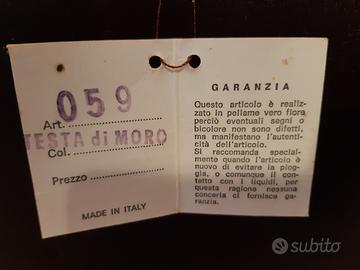 059
Art.
TESTA di MORO
Col.
Prezzo
MADE IN ITALY
GARANZIA
Questo articolo è realiz-
zato in pellame vero fiore
perciò eventuali segni o
bicolore non sono difetti,
ma manifestano l'autenti-
cità dell'articolo.
Si raccomanda special-
mente quando l'articolo è
nuovo di evitare la piog-
gia, o comunque il con-
tatto con i liquidi, per
questa ragione nessuna
conceria ci fornisce ga-
ranzia.
subito